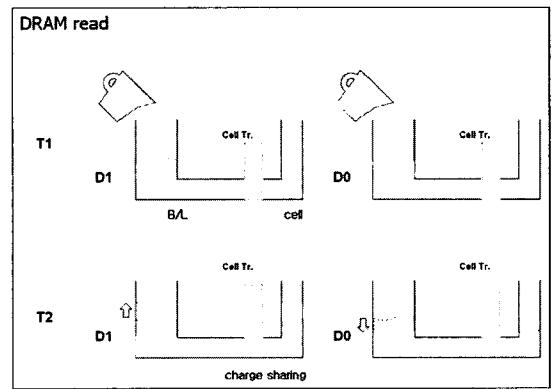 DRAM read
T1
Cell Tr.
Cell Tr.
D1
D0
B/L
cell
Cell Tr.
Cell Tr.
T2
D1
D0
charge sharing